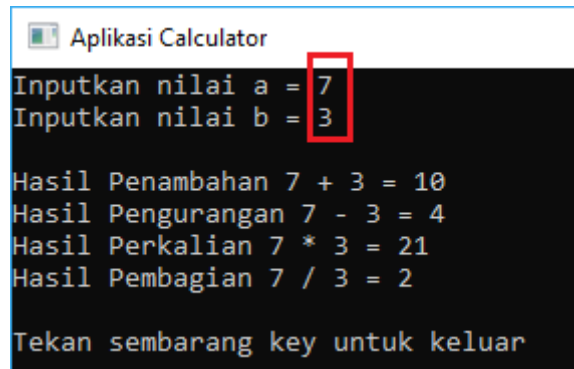 Aplikasi Calculator
Inputkan nilai a = 7
Inputkan nilai b = 3
Hasil Penambahan 7 + 3 = 10
Hasil Pengurangan 7 - 3 = 4
Hasil Perkalian 7 * 3 = 21
Hasil Pembagian 7 / 3 = 2
Tekan sembarang key untuk keluar